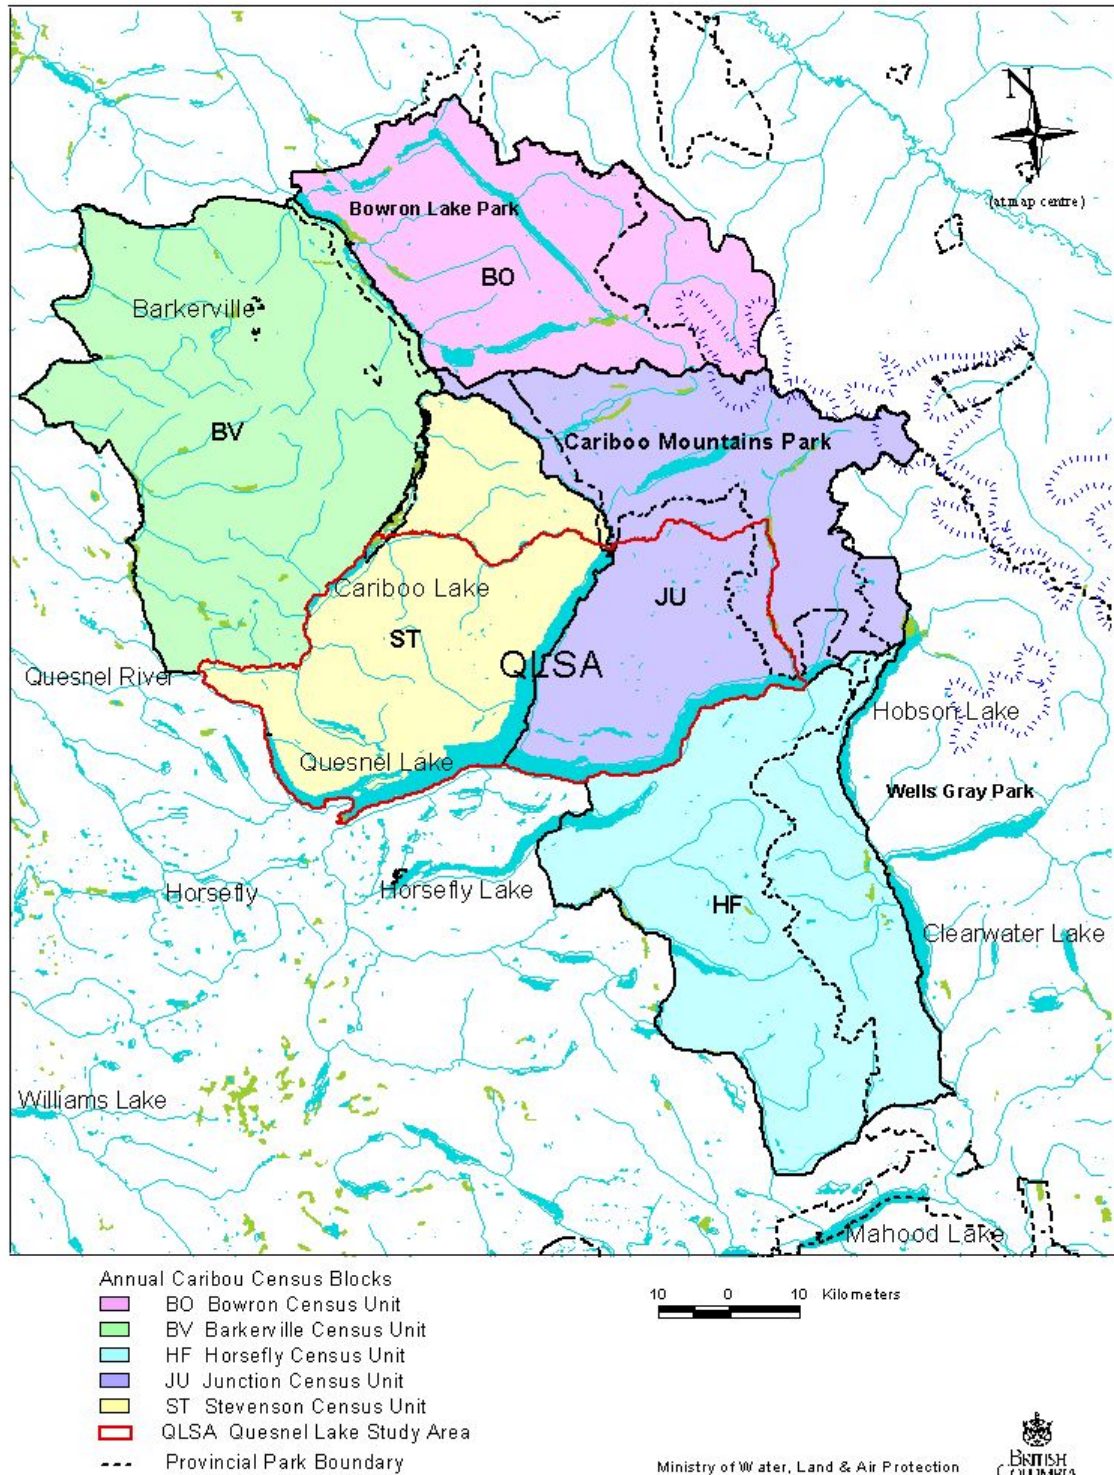 N
(at map centre)
Bowron Lake Park
BO
Barkerville
BV
Cariboo Mountains Park
Cariboo Lake
JU
ST
QLSA
Quesnel River
Hobson Lake
Quesnel Lake
Wells Gray Park
Horsefly
Horsefly Lake
HF
Clearwater Lake
Williams Lake
Mahood Lake
Annual Caribou Census Blocks
BO Bowron Census Unit
BV Barkerville Census Unit
HF Horsefly Census Unit
JU Junction Census Unit
ST Stevenson Census Unit
QLSA Quesnel Lake Study Area
Provincial Park Boundary
10 0 10 Kilometers
Ministry of Water, Land & Air Protection
BRITISH
COLUMBIA